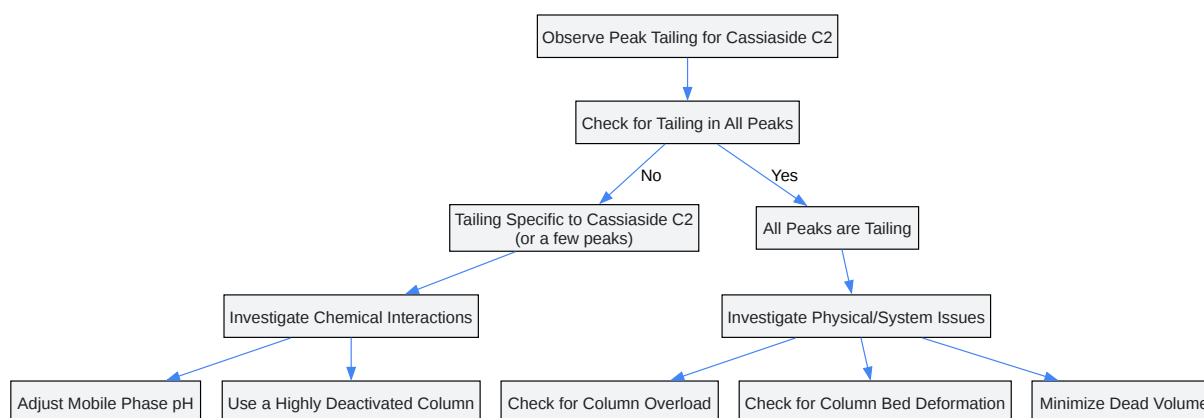 Observe Peak Tailing for Cassiaside C2
Check for Tailing in All Peaks
No
Yes
Tailing Specific to Cassiaside C2
(or a few peaks)
All Peaks are Tailing
Investigate Chemical Interactions
Investigate Physical/System Issues
Adjust Mobile Phase pH
Use a Highly Deactivated Column
Check for Column Overload
Check for Column Bed Deformation
Minimize Dead Volume